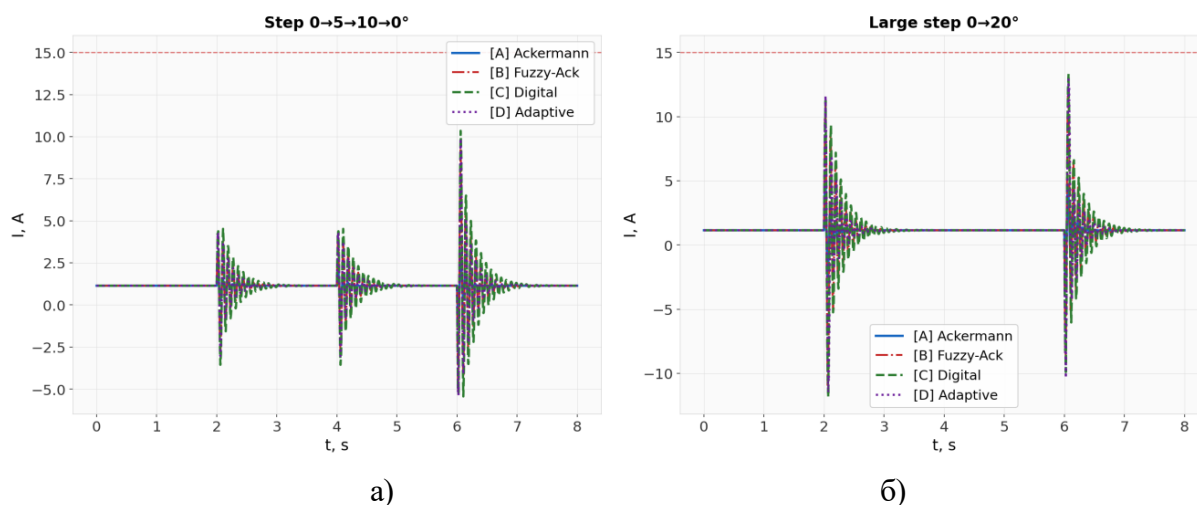 Step 0→5→10→0°
15.0
12.5
10.0
7.5
5.0
2.5
0.0
−2.5
−5.0
I, A
[A] Ackermann
[B] Fuzzy-Ack
[C] Digital
[D] Adaptive
0 1 2 3 4 5 6 7 8
t, s
а)
Large step 0→20°
15
10
5
0
−5
−10
I, A
[A] Ackermann
[B] Fuzzy-Ack
[C] Digital
[D] Adaptive
0 1 2 3 4 5 6 7 8
t, s
б)